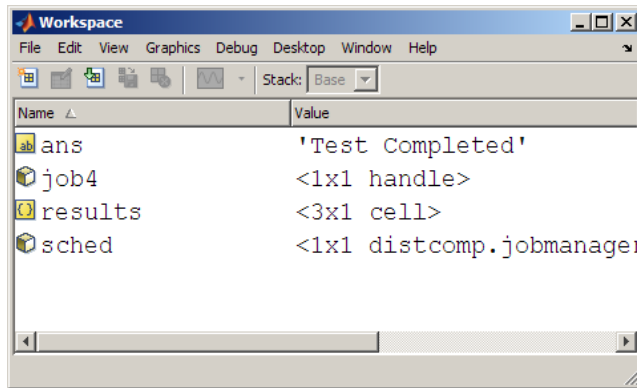 Workspace
File Edit View Graphics Debug Desktop Window Help
Stack: Base
Name Value
ab ans 'Test Completed'
job4 <1x1 handle>
{} results <3x1 cell>
sched <1x1 distcomp.jobmanager